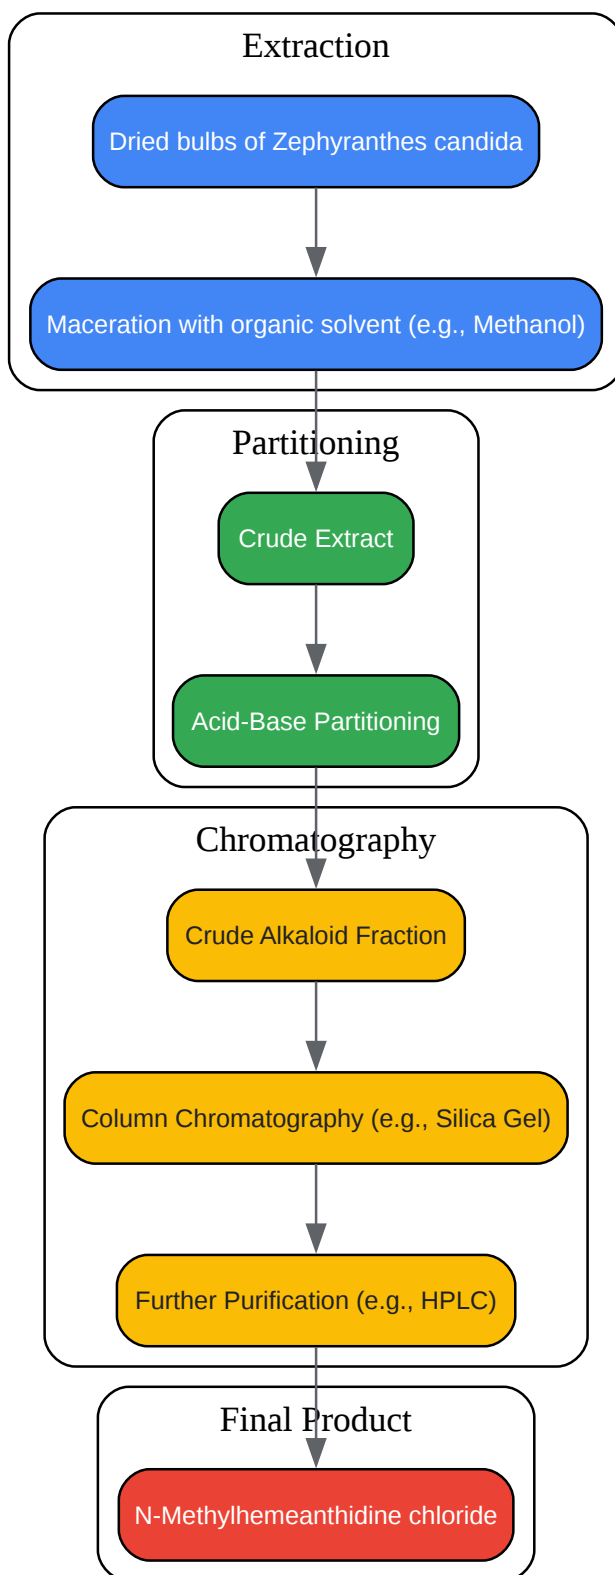 Extraction
Dried bulbs of Zephyranthes candida
Maceration with organic solvent (e.g., Methanol)
Partitioning
Crude Extract
Acid-Base Partitioning
Chromatography
Crude Alkaloid Fraction
Column Chromatography (e.g., Silica Gel)
Further Purification (e.g., HPLC)
Final Product
N-Methylhemeanthidine chloride